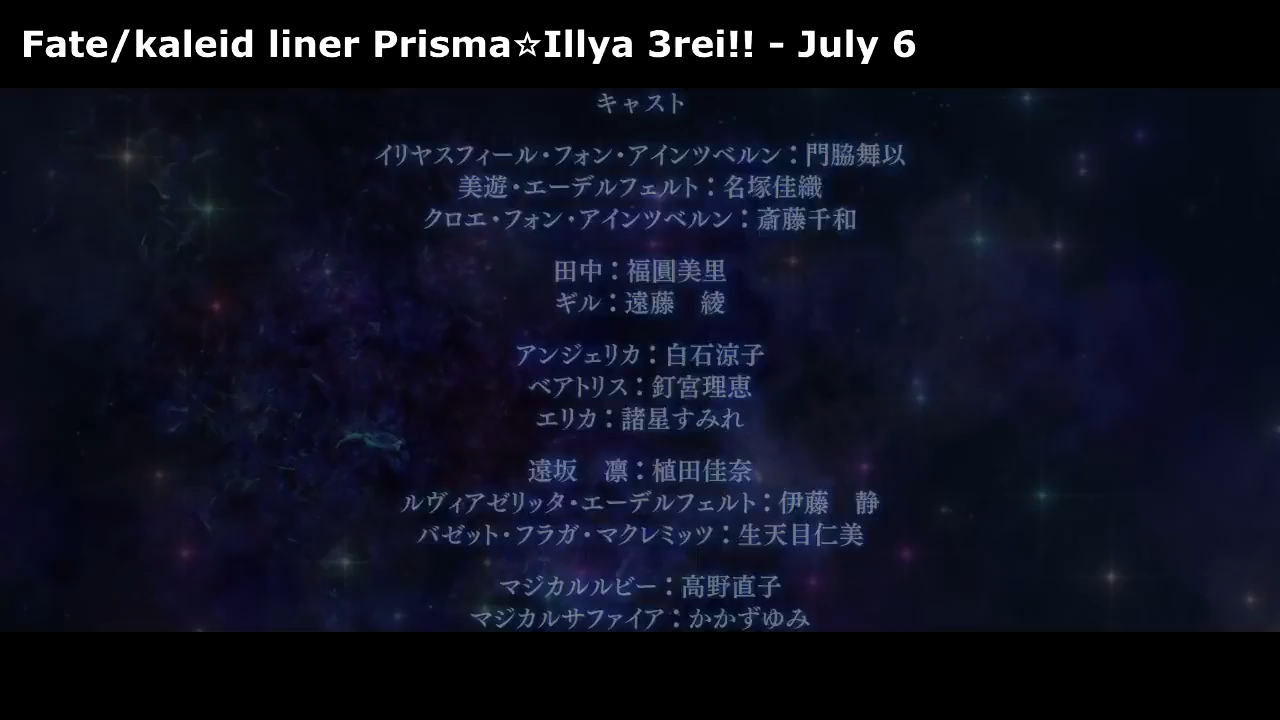 Fate/kaleid liner Prisma☆Illya 3rei!! - July 6
キャスト
イリヤスフィール・フォン・アインツベルン：門脇舞以
美遊・エーデルフェルト：名塚佳織
クロエ・フォン・アインツベルン：斎藤千和
田中：福圓美里
ギル：遠藤　綾
アンジェリカ：白石涼子
ベアトリス：釘宮理恵
エリカ：諸星すみれ
遠坂　凛：植田佳奈
ルヴィアゼリッタ・エーデルフェルト：伊藤　静
バゼット・フラガ・マクレミッツ：生天目仁美
マジカルルビー：高野直子
マジカルサファイア：かかずゆみ